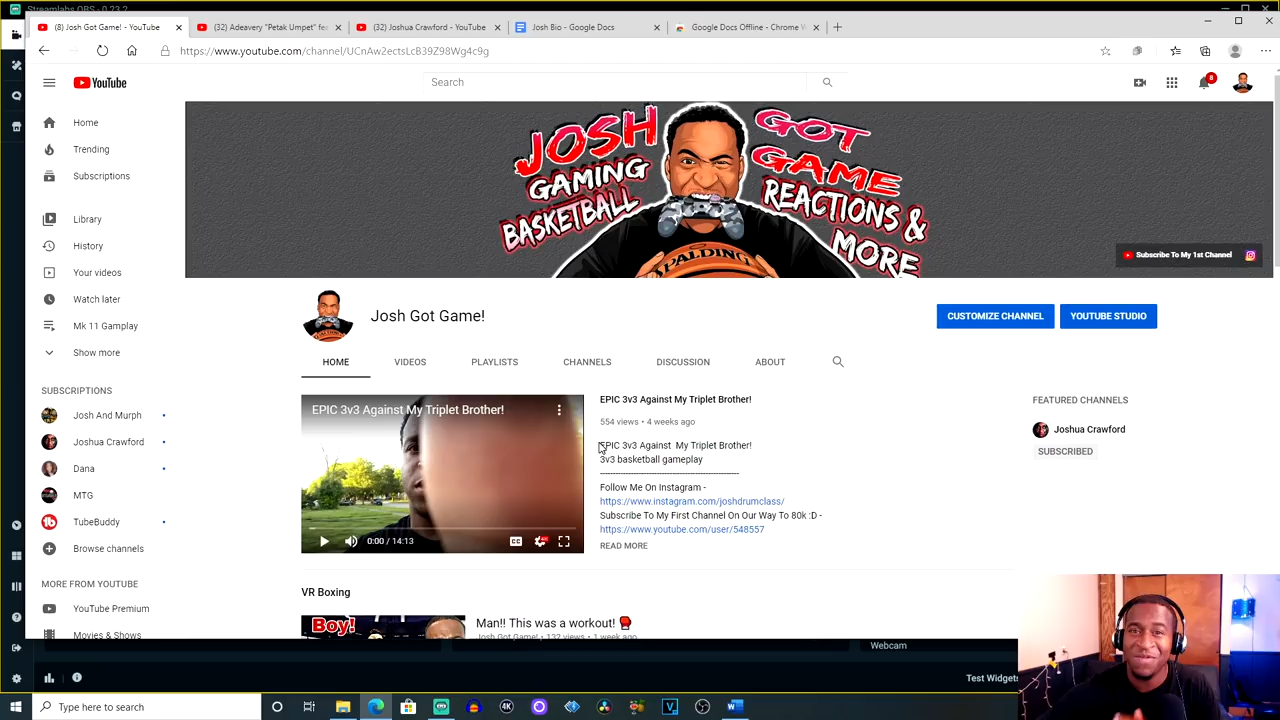 Streamlabs OBS - 0.23.2
(8) Josh Got Game! - YouTube
(32) Adeavery "Petak Umpet" fea
(32) Joshua Crawford - YouTube
Josh Bio - Google Docs
Google Docs Offline - Chrome W
https://www.youtube.com/channel/UCnAw2ectsLcB39Z98Wg4c9g
YouTube
Search
8
Home
Trending
Subscriptions
Library
History
Your videos
Watch later
Mk 11 Gamplay
Show more
SUBSCRIPTIONS
Josh And Murph
Joshua Crawford
Dana
MTG
TubeBuddy
Browse channels
MORE FROM YOUTUBE
YouTube Premium
Movies & Shows
JOSH
GOT
GAMING
GAME
BASKETBALL
REACTIONS &
MORE
SPALDING
Subscribe To My 1st Channel
Josh Got Game!
CUSTOMIZE CHANNEL
YOUTUBE STUDIO
HOME
VIDEOS
PLAYLISTS
CHANNELS
DISCUSSION
ABOUT
EPIC 3v3 Against My Triplet Brother!
0:00 / 14:13
EPIC 3v3 Against My Triplet Brother!
554 views • 4 weeks ago
EPIC 3v3 Against My Triplet Brother!
3v3 basketball gameplay
---------------------------------------------
Follow Me On Instagram -
https://www.instagram.com/joshdrumclass/
Subscribe To My First Channel On Our Way To 80k :D -
https://www.youtube.com/user/548557
READ MORE
FEATURED CHANNELS
Joshua Crawford
SUBSCRIBED
VR Boxing
Boy!
Man!! This was a workout! 🥊
Josh Got Game! • 132 views • 1 week ago
Webcam
Test Widgets
Type here to search